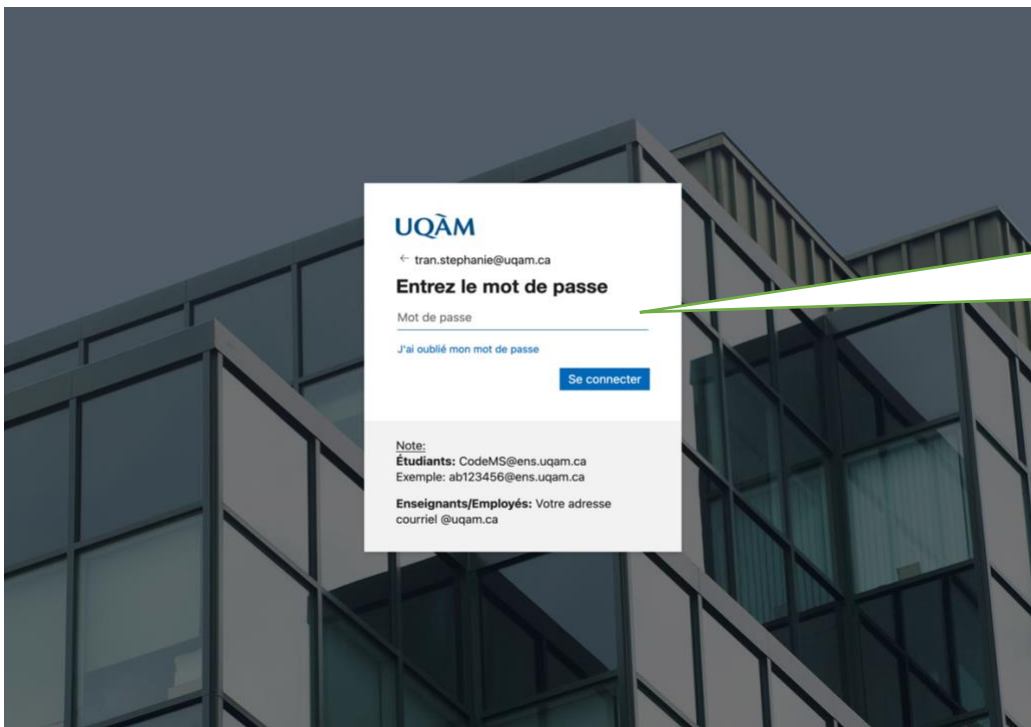 UQÀM
← tran.stephanie@uqam.ca
Entrez le mot de passe
Mot de passe
J'ai oublié mon mot de passe
Se connecter
Note:
Étudiants: CodeMS@ens.uqam.ca
Exemple: ab123456@ens.uqam.ca
Enseignants/Employés: Votre adresse
courriel @uqam.ca